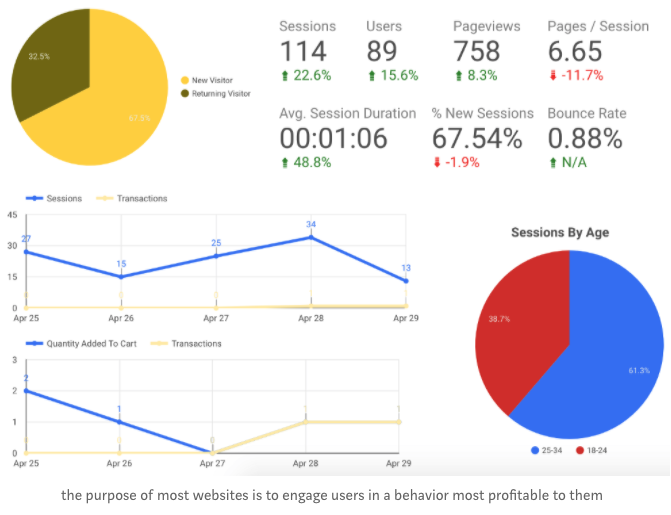 Sessions Users Pageviews Pages / Session
114 89 758 6.65
22.6% 15.6% 8.3% -11.7%
32.5%
67.5%
New Visitor
Returning Visitor
Avg. Session Duration % New Sessions Bounce Rate
00:01:06 67.54% 0.88%
48.8% -1.9% N/A
Sessions Transactions
45
30
15
0
27 15 25 34 13
Apr 25 Apr 26 Apr 27 Apr 28 Apr 29
Quantity Added To Cart Transactions
3
2
1
0
2 1
Apr 25 Apr 26 Apr 27 Apr 28 Apr 29
Sessions By Age
38.7%
61.3%
25-34 18-24
the purpose of most websites is to engage users in a behavior most profitable to them